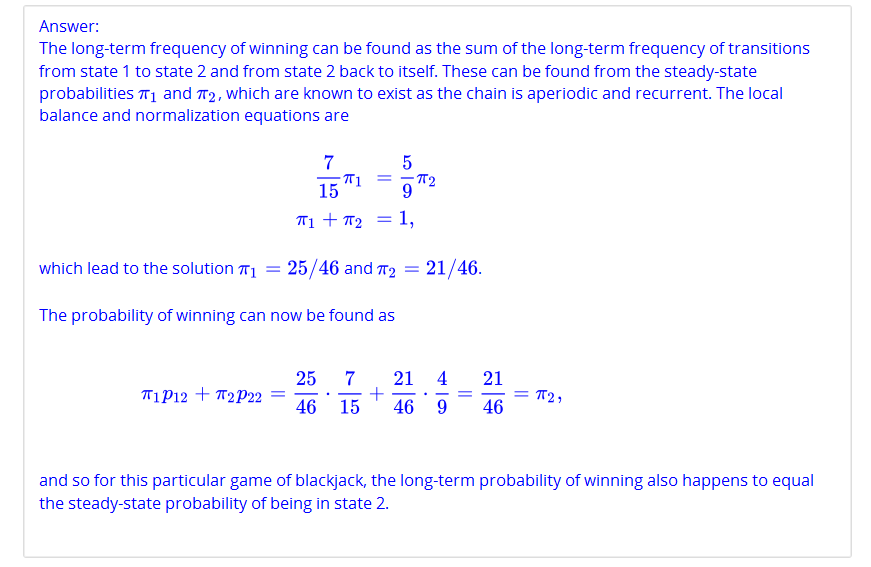 Answer:
The long-term frequency of winning can be found as the sum of the long-term frequency of transitions
from state 1 to state 2 and from state 2 back to itself. These can be found from the steady-state
probabilities π₁ and π₂, which are known to exist as the chain is aperiodic and recurrent. The local
balance and normalization equations are
7/15 π₁ = 5/9 π₂
π₁ + π₂ = 1,
which lead to the solution π₁ = 25/46 and π₂ = 21/46.
The probability of winning can now be found as
π₁p₁₂ + π₂p₂₂ = 25/46 · 7/15 + 21/46 · 4/9 = 21/46 = π₂,
and so for this particular game of blackjack, the long-term probability of winning also happens to equal
the steady-state probability of being in state 2.